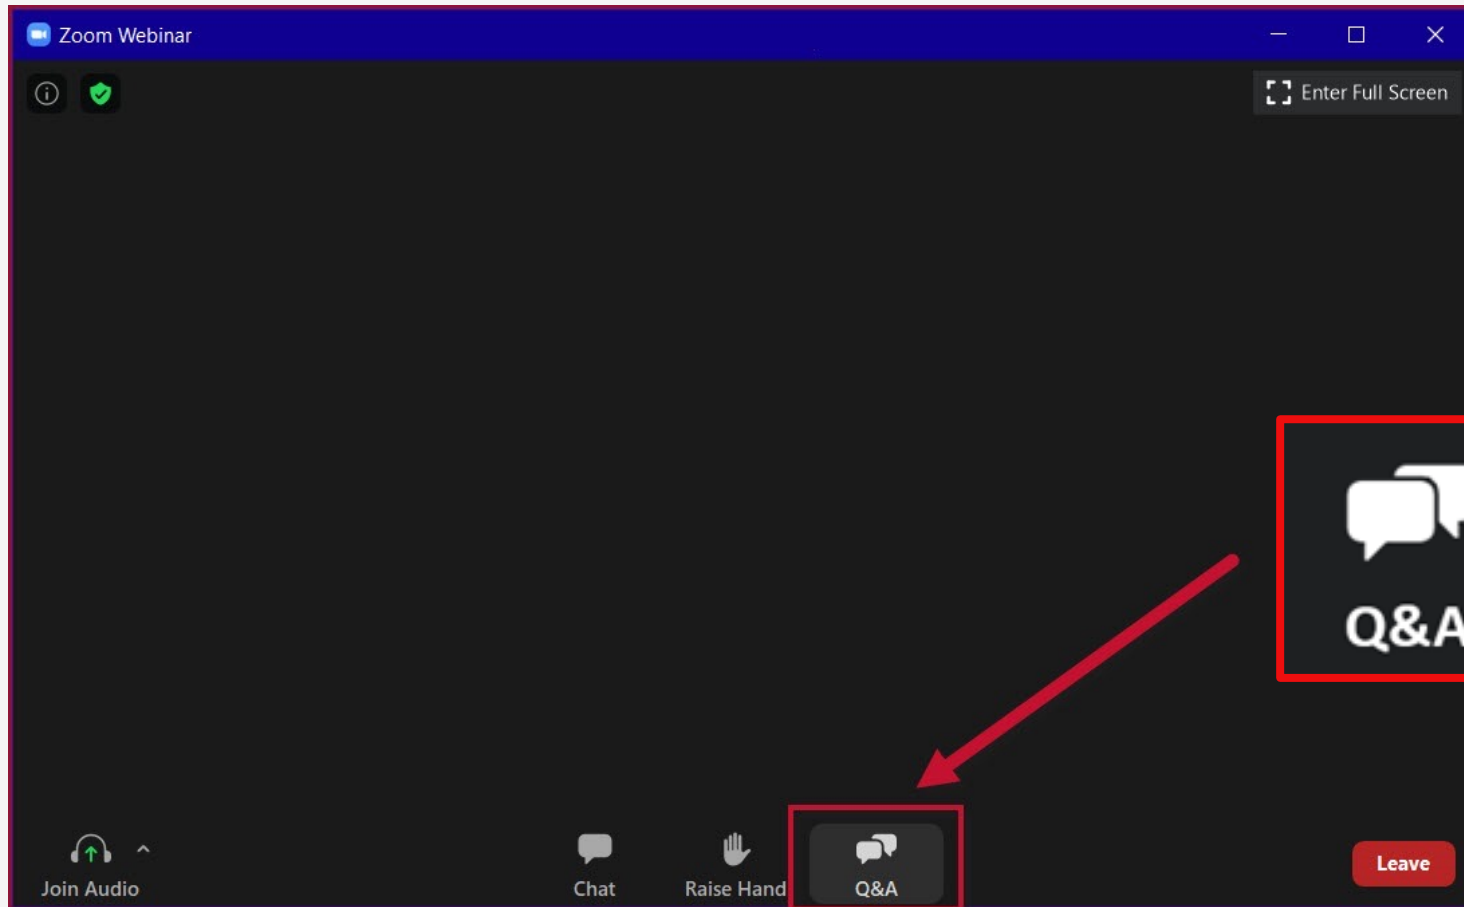 Zoom Webinar
Enter Full Screen
Q&A
Join Audio
Chat
Raise Hand
Q&A
Leave